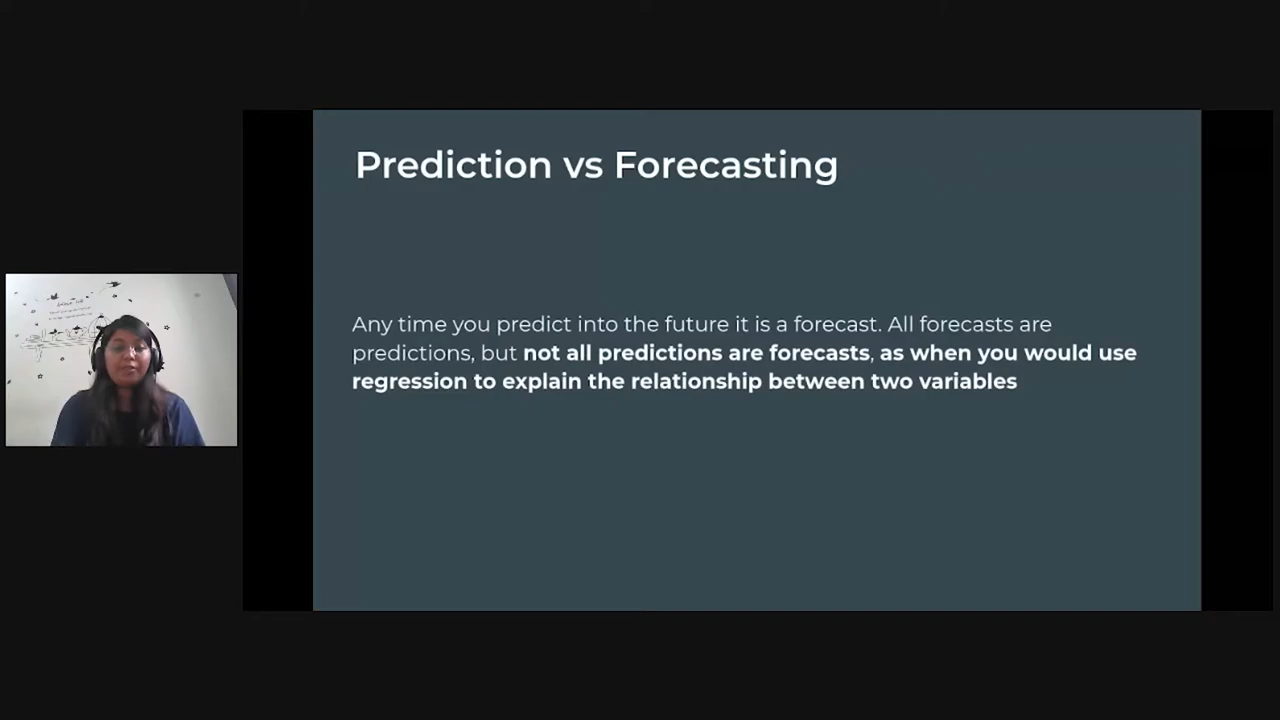 Prediction vs Forecasting
Any time you predict into the future it is a forecast. All forecasts are
predictions, but not all predictions are forecasts, as when you would use
regression to explain the relationship between two variables